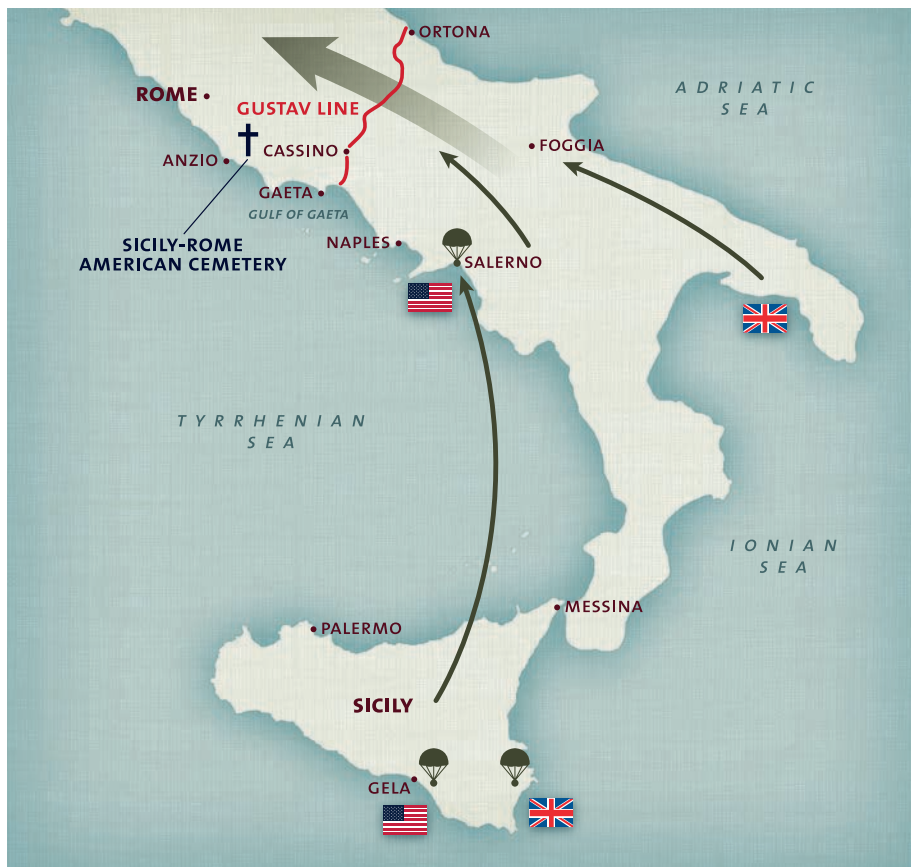 ORTONA
ADRIATIC
SEA
ROME
GUSTAV LINE
CASSINO
FOGGIA
ANZIO
GAETA
GULF OF GAETA
SICILY-ROME
AMERICAN CEMETERY
NAPLES
SALERNO
TYRRHENIAN
SEA
IONIAN
SEA
MESSINA
PALERMO
SICILY
GELA